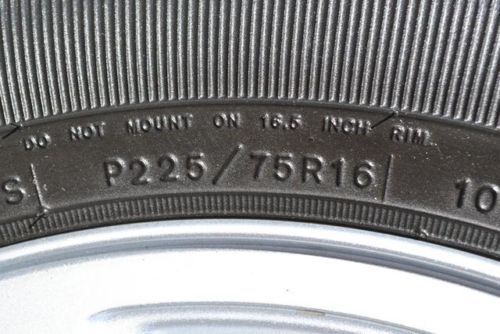 DO NOT MOUNT ON 16.5 INCH RIM
S P225/75R16 10